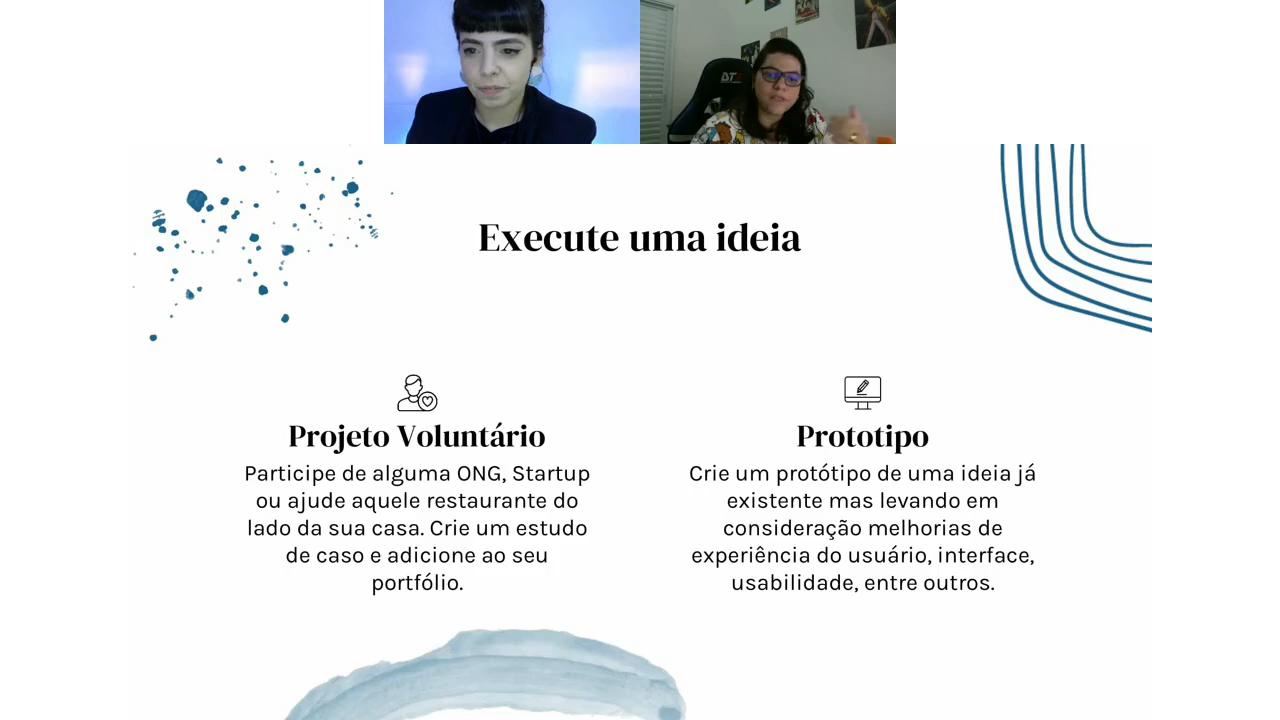 DT3
Execute uma ideia
Projeto Voluntário
Participe de alguma ONG, Startup
ou ajude aquele restaurante do
lado da sua casa. Crie um estudo
de caso e adicione ao seu
portfólio.
Prototipo
Crie um protótipo de uma ideia já
existente mas levando em
consideração melhorias de
experiência do usuário, interface,
usabilidade, entre outros.